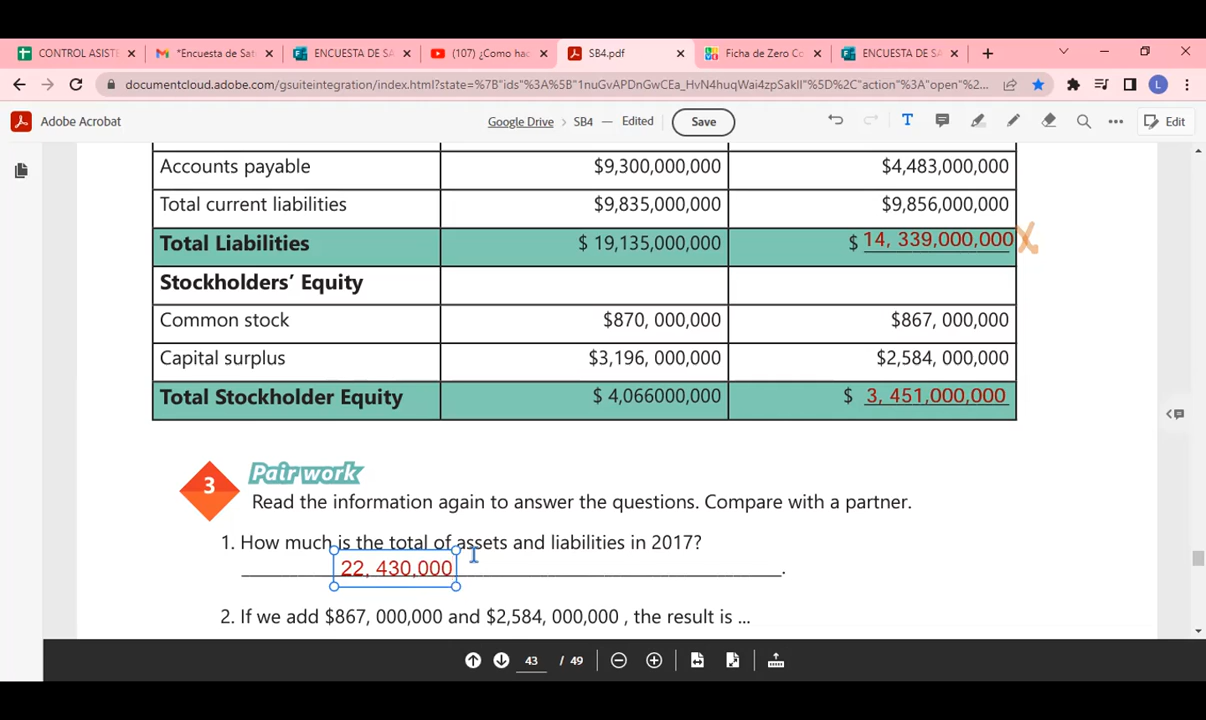 CONTROL ASISTE
*Encuesta de Sat
ENCUESTA DE SA
(107) ¿Como hac
SB4.pdf
Ficha de Zero Co
ENCUESTA DE SA
documentcloud.adobe.com/gsuiteintegration/index.html?state=%7B"ids"%3A%5B"1nuGvAPDnGwCEa_HvN4huqWai4zpSakII"%5D%2C"action"%3A"open"%2...
L
Adobe Acrobat
Google Drive — SB4 — Edited
Save
Edit
Accounts payable $9,300,000,000 $4,483,000,000
Total current liabilities $9,835,000,000 $9,856,000,000
Total Liabilities $ 19,135,000,000 $ 14, 339,000,000 X
Stockholders’ Equity
Common stock $870, 000,000 $867, 000,000
Capital surplus $3,196, 000,000 $2,584, 000,000
Total Stockholder Equity $ 4,066000,000 $ 3, 451,000,000
3 Pair work
Read the information again to answer the questions. Compare with a partner.
1. How much is the total of assets and liabilities in 2017?
22, 430,000 .
2. If we add $867, 000,000 and $2,584, 000,000 , the result is ...
43 / 49